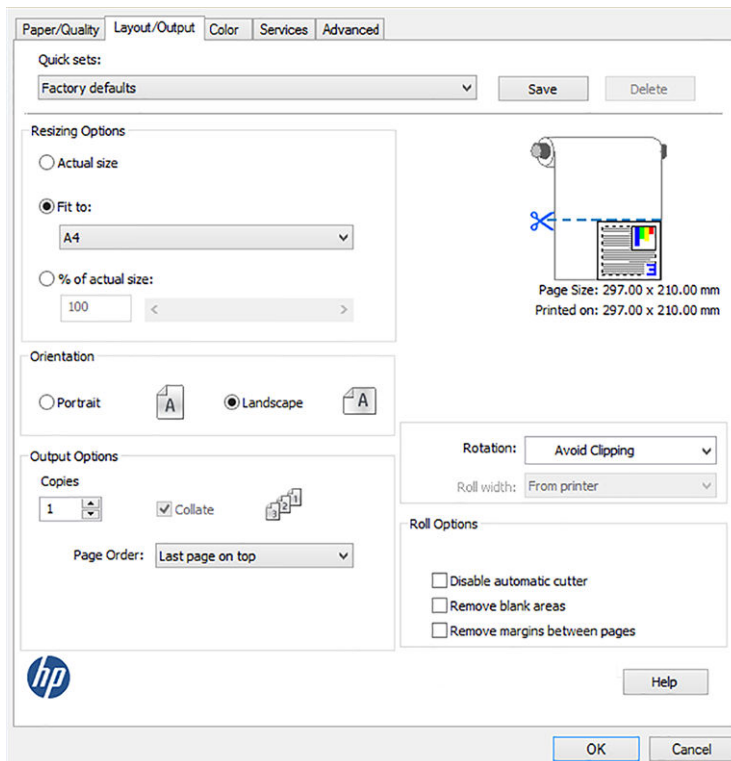 Paper/Quality Layout/Output Color Services Advanced
Quick sets:
Factory defaults
Save
Delete
Resizing Options
Actual size
Fit to:
A4
% of actual size:
100
Page Size: 297.00 x 210.00 mm
Printed on: 297.00 x 210.00 mm
Orientation
Portrait
A
Landscape
A
Output Options
Copies
1
Collate
3 2 1
Page Order: Last page on top
Rotation: Avoid Clipping
Roll width: From printer
Roll Options
Disable automatic cutter
Remove blank areas
Remove margins between pages
hp
Help
OK
Cancel